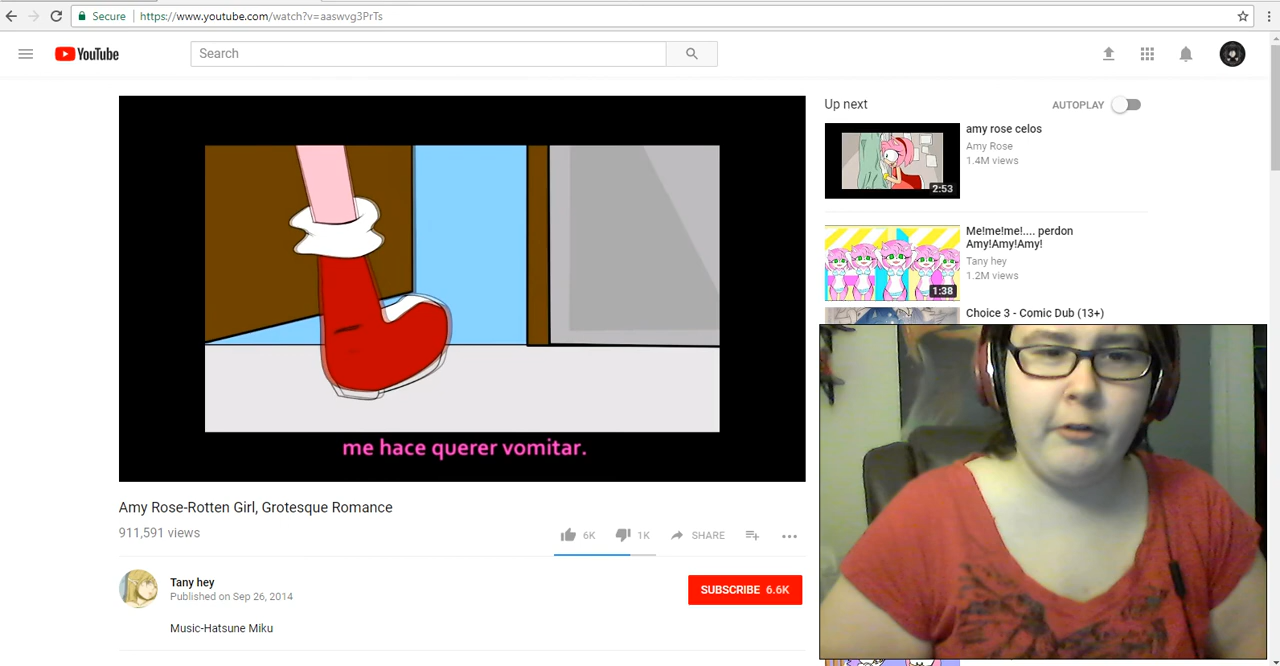 Secure https://www.youtube.com/watch?v=aaswvg3PrTs
YouTube
Search
me hace querer vomitar.
Amy Rose-Rotten Girl, Grotesque Romance
911,591 views
6K 1K SHARE
Tany hey
Published on Sep 26, 2014
SUBSCRIBE 6.6K
Music-Hatsune Miku
Up next
AUTOPLAY
amy rose celos
Amy Rose
1.4M views
2:53
Me!me!me!.... perdon
Amy!Amy!Amy!
Tany hey
1.2M views
1:38
Choice 3 - Comic Dub (13+)